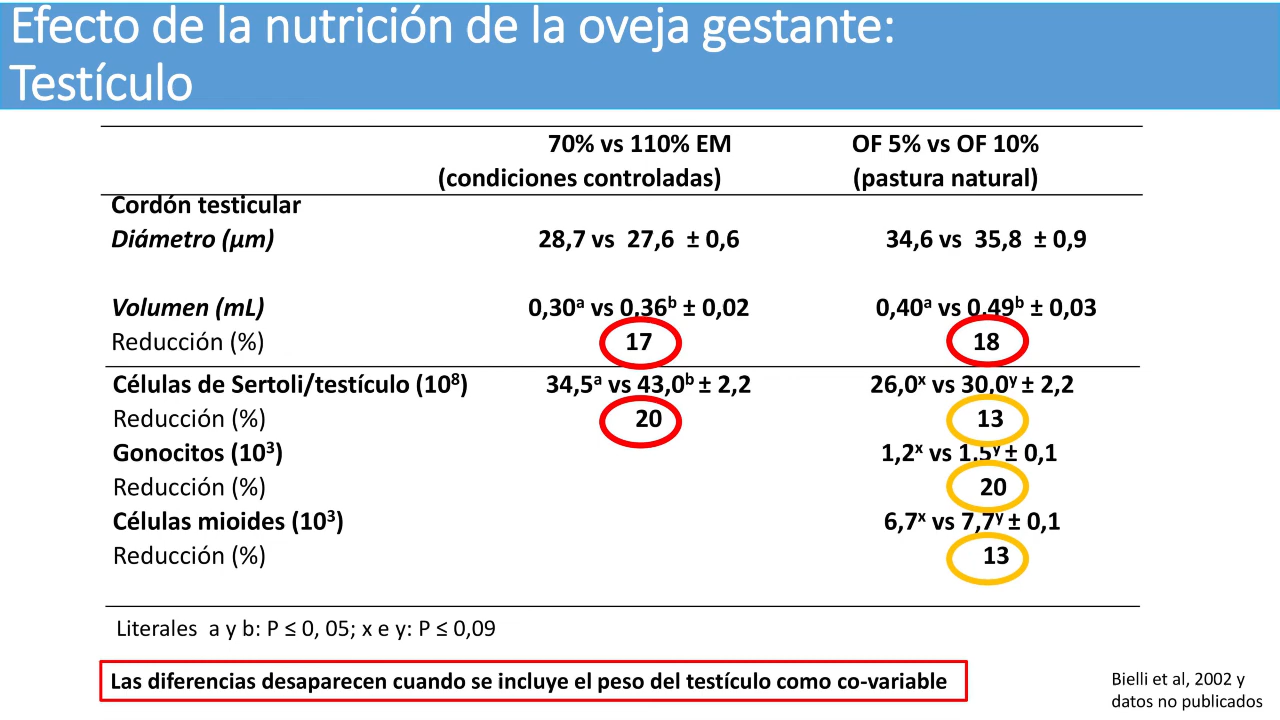 Efecto de la nutrición de la oveja gestante:
Testículo
70% vs 110% EM OF 5% vs OF 10%
(condiciones controladas) (pastura natural)
Cordón testicular
Diámetro (µm) 28,7 vs 27,6 ± 0,6 34,6 vs 35,8 ± 0,9
Volumen (mL) 0,30ᵃ vs 0,36ᵇ ± 0,02 0,40ᵃ vs 0,49ᵇ ± 0,03
Reducción (%) 17 18
Células de Sertoli/testículo (10⁸) 34,5ᵃ vs 43,0ᵇ ± 2,2 26,0ˣ vs 30,0ʸ ± 2,2
Reducción (%) 20 13
Gonocitos (10³) 1,2ˣ vs 1,5ʸ ± 0,1
Reducción (%) 20
Células mioides (10³) 6,7ˣ vs 7,7ʸ ± 0,1
Reducción (%) 13
Literales a y b: P ≤ 0, 05; x e y: P ≤ 0,09
Las diferencias desaparecen cuando se incluye el peso del testículo como co-variable
Bielli et al, 2002 y
datos no publicados